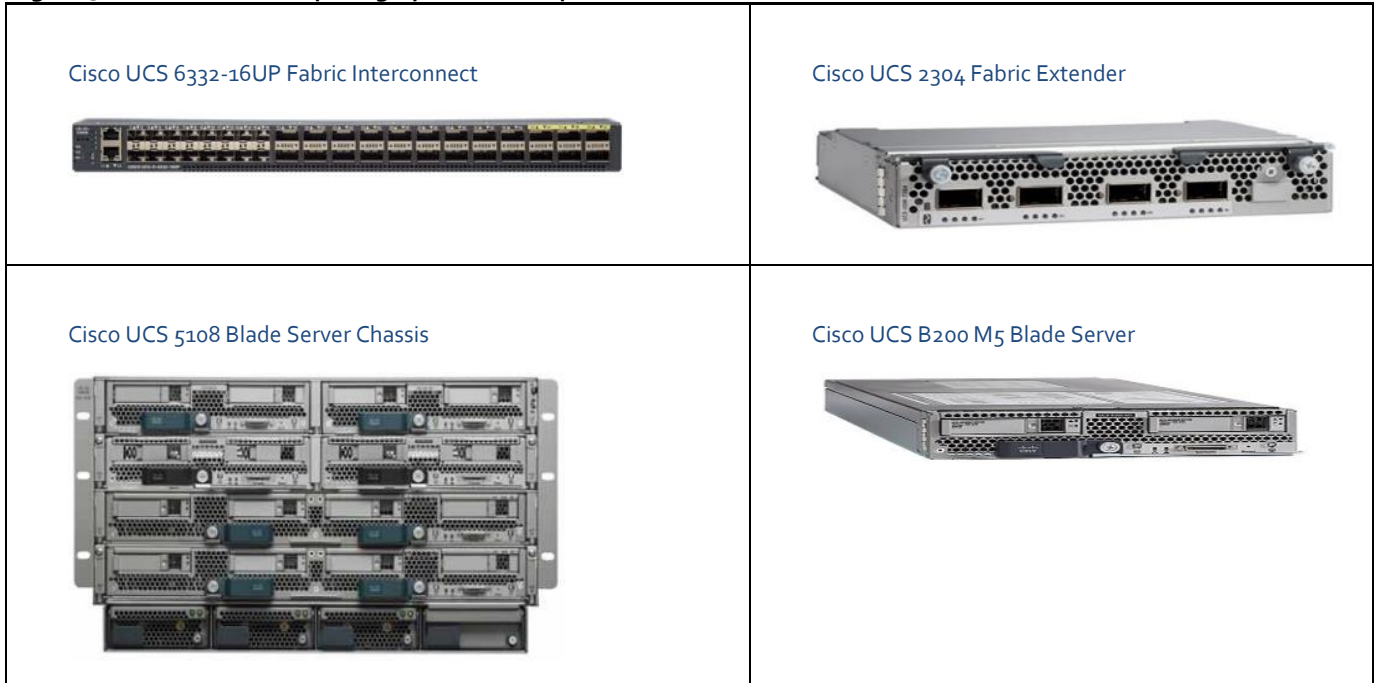 Cisco UCS 6332-16UP Fabric Interconnect
Cisco UCS 2304 Fabric Extender
Cisco UCS 5108 Blade Server Chassis
Cisco UCS B200 M5 Blade Server